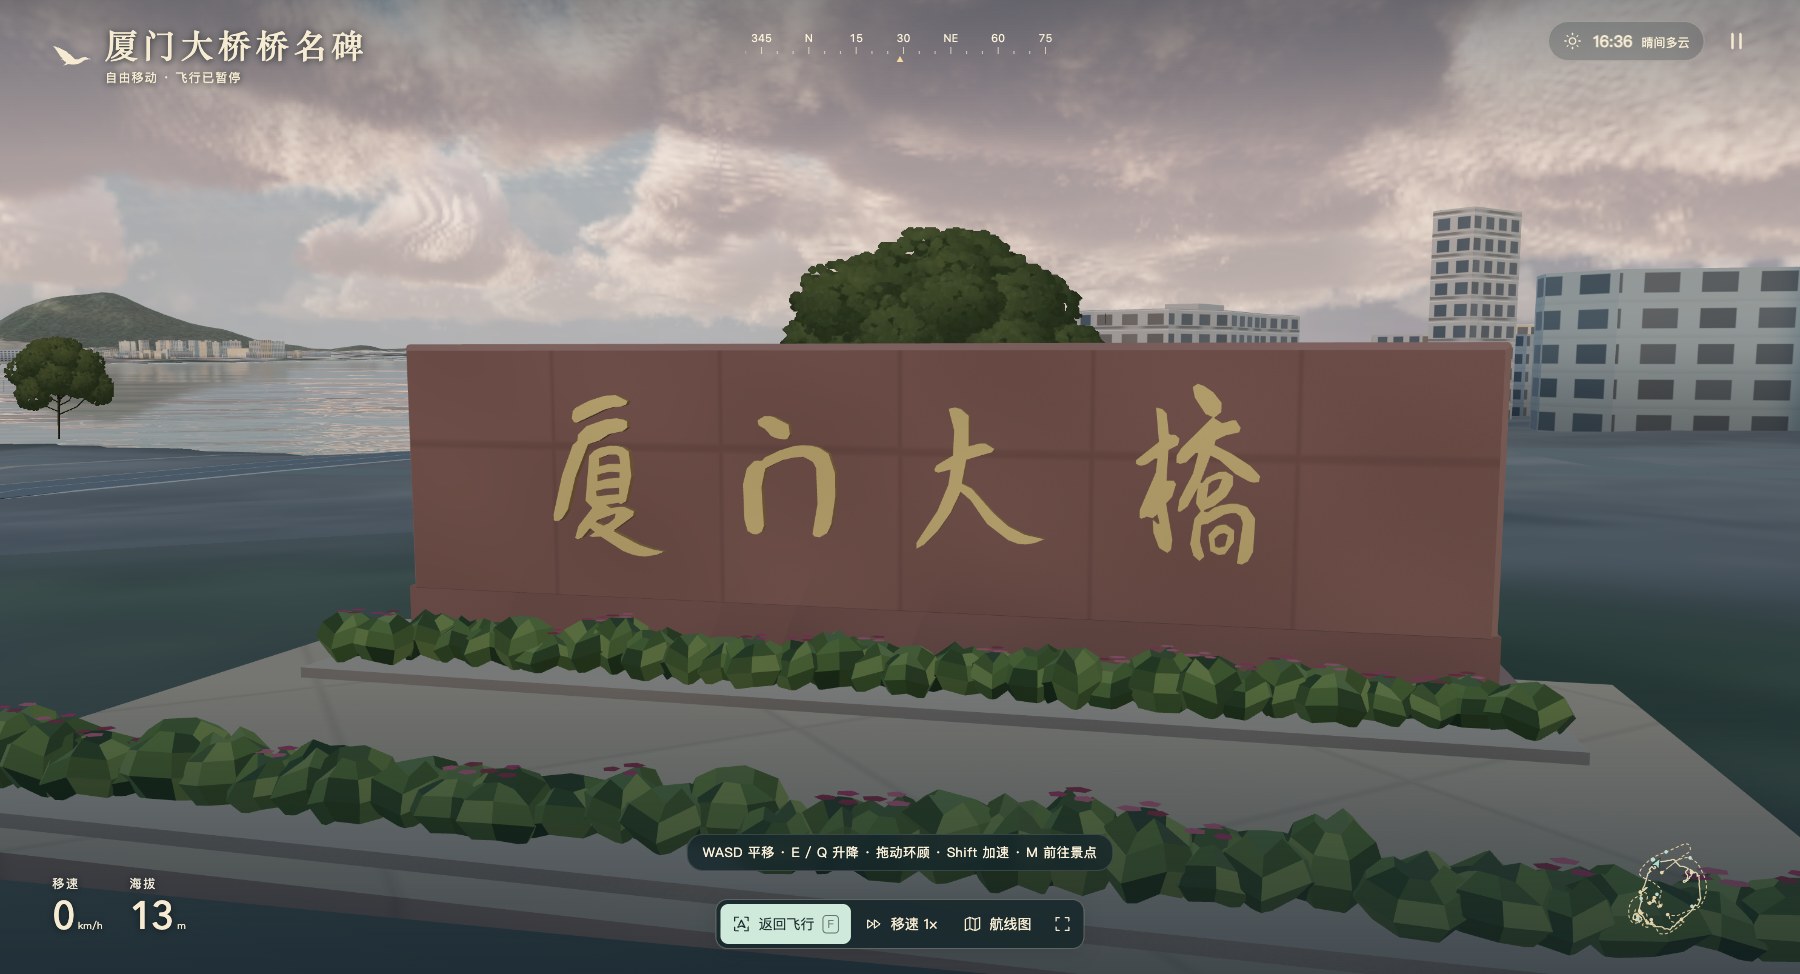 厦门大桥桥名碑
自由移动 · 飞行已暂停
345 N 15 30 NE 60 75
16:36 晴间多云
厦门大橋
WASD 平移 · E / Q 升降 · 拖动环顾 · Shift 加速 · M 前往景点
移速 海拔
0 km/h 13 m
返回飞行 F 移速 1x 航线图